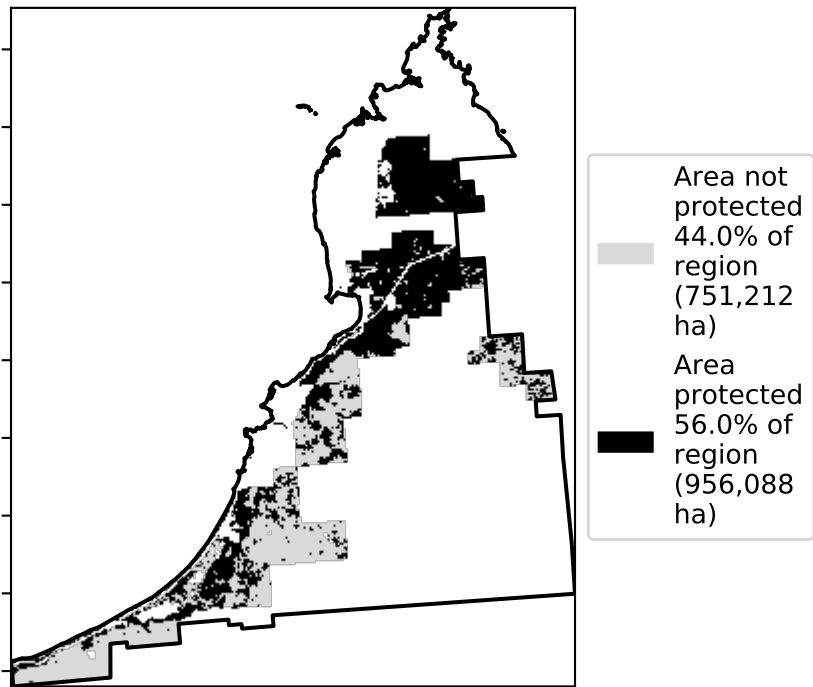 Area not
protected
44.0% of
region
(751,212
ha)
Area
protected
56.0% of
region
(956,088
ha)